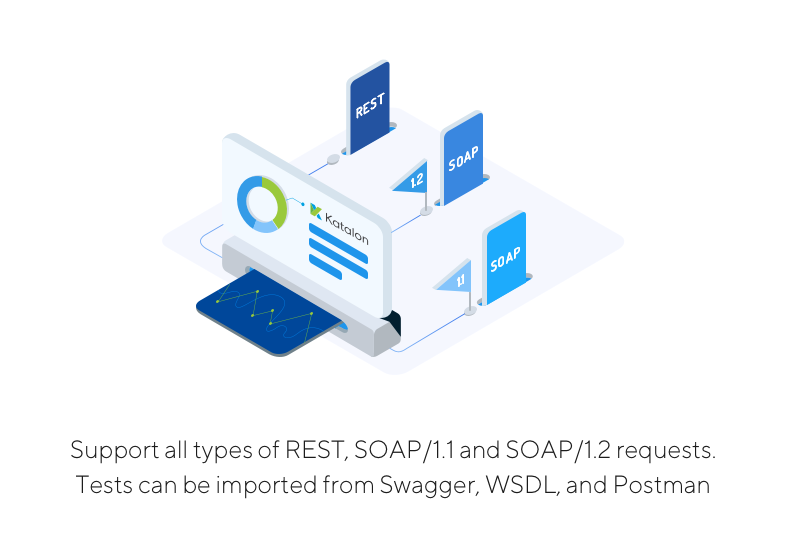 REST
SOAP
1.2
Katalon
SOAP
1.1
Support all types of REST, SOAP/1.1 and SOAP/1.2 requests.
Tests can be imported from Swagger, WSDL, and Postman